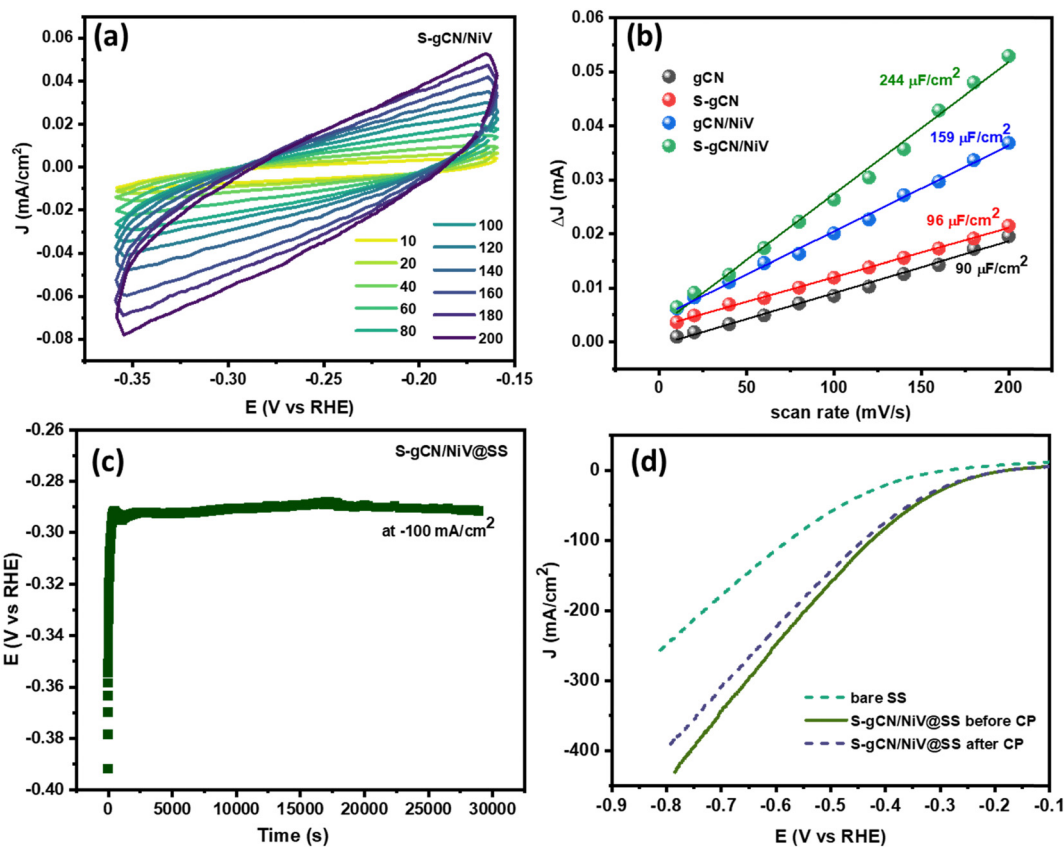 (a)
S-gCN/NiV
J (mA/cm²)
0.06
0.04
0.02
0.00
-0.02
-0.04
-0.06
-0.08
10
20
40
60
80
100
120
140
160
180
200
-0.35
-0.30
-0.25
-0.20
-0.15
E (V vs RHE)
(b)
ΔJ (mA)
0.06
0.05
0.04
0.03
0.02
0.01
0.00
gCN
S-gCN
gCN/NiV
S-gCN/NiV
244 µF/cm²
159 µF/cm²
96 µF/cm²
90 µF/cm²
0
50
100
150
200
scan rate (mV/s)
(c)
S-gCN/NiV@SS
at -100 mA/cm²
E (V vs RHE)
-0.26
-0.28
-0.30
-0.32
-0.34
-0.36
-0.38
-0.40
0
5000
10000
15000
20000
25000
30000
Time (s)
(d)
J (mA/cm²)
0
-100
-200
-300
-400
bare SS
S-gCN/NiV@SS before CP
S-gCN/NiV@SS after CP
-0.9
-0.8
-0.7
-0.6
-0.5
-0.4
-0.3
-0.2
-0.1
E (V vs RHE)